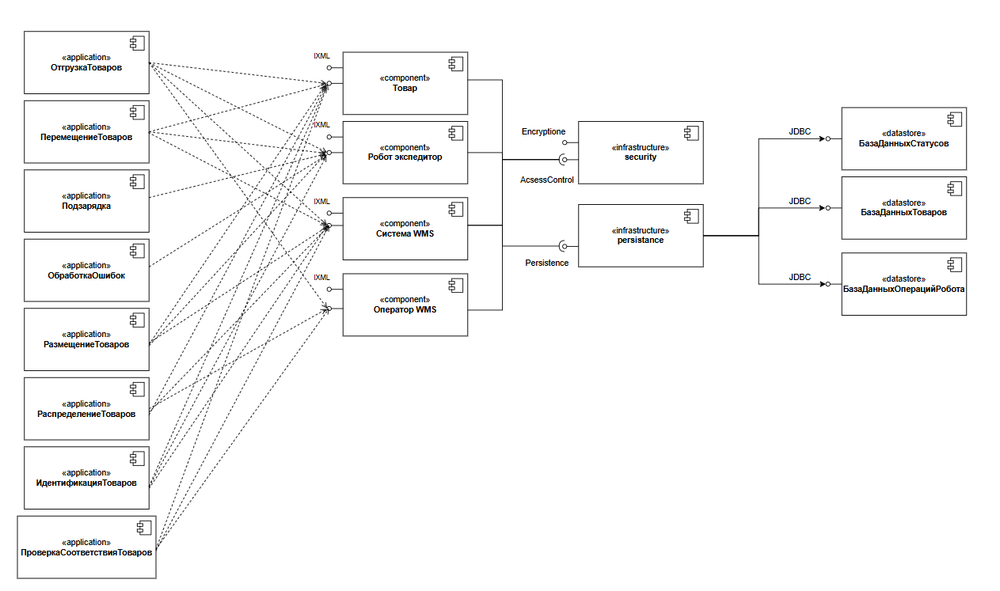 «application»
ОтгрузкаТоваров
«application»
ПеремещениеТоваров
«application»
Подзарядка
«application»
ОбработкаОшибок
«application»
РазмещениеТоваров
«application»
РаспределениеТоваров
«application»
ИдентификацияТоваров
«application»
ПроверкаСоответствияТоваров
IXML
«component»
Товар
IXML
«component»
Робот экспедитор
IXML
«component»
Система WMS
IXML
«component»
Оператор WMS
Encryptione
AcsessControl
«infrastructure»
security
Persistence
«infrastructure»
persistance
JDBC
«datastore»
БазаДанныхСтатусов
JDBC
«datastore»
БазаДанныхТоваров
JDBC
«datastore»
БазаДанныхОперацийРобота